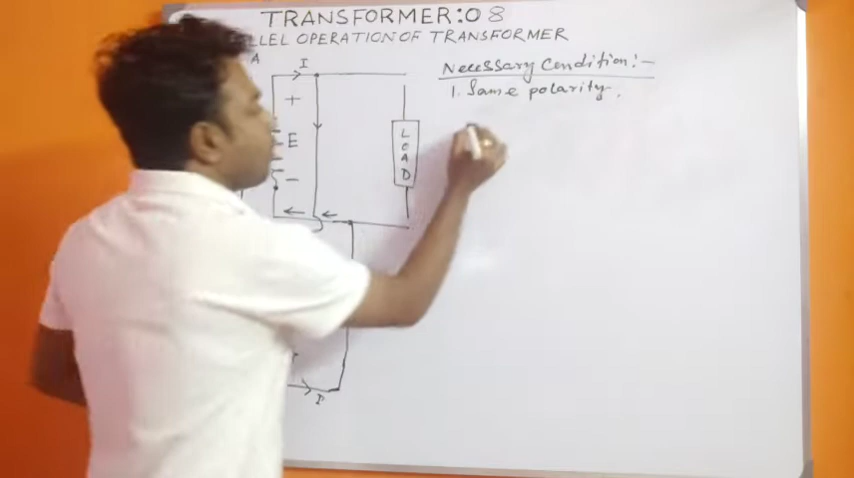 TRANSFORMER:08
LLEL OPERATION OF TRANSFORMER
Necessary Condition:-
1. Same polarity.
A
I
+
E
-
LOAD
I